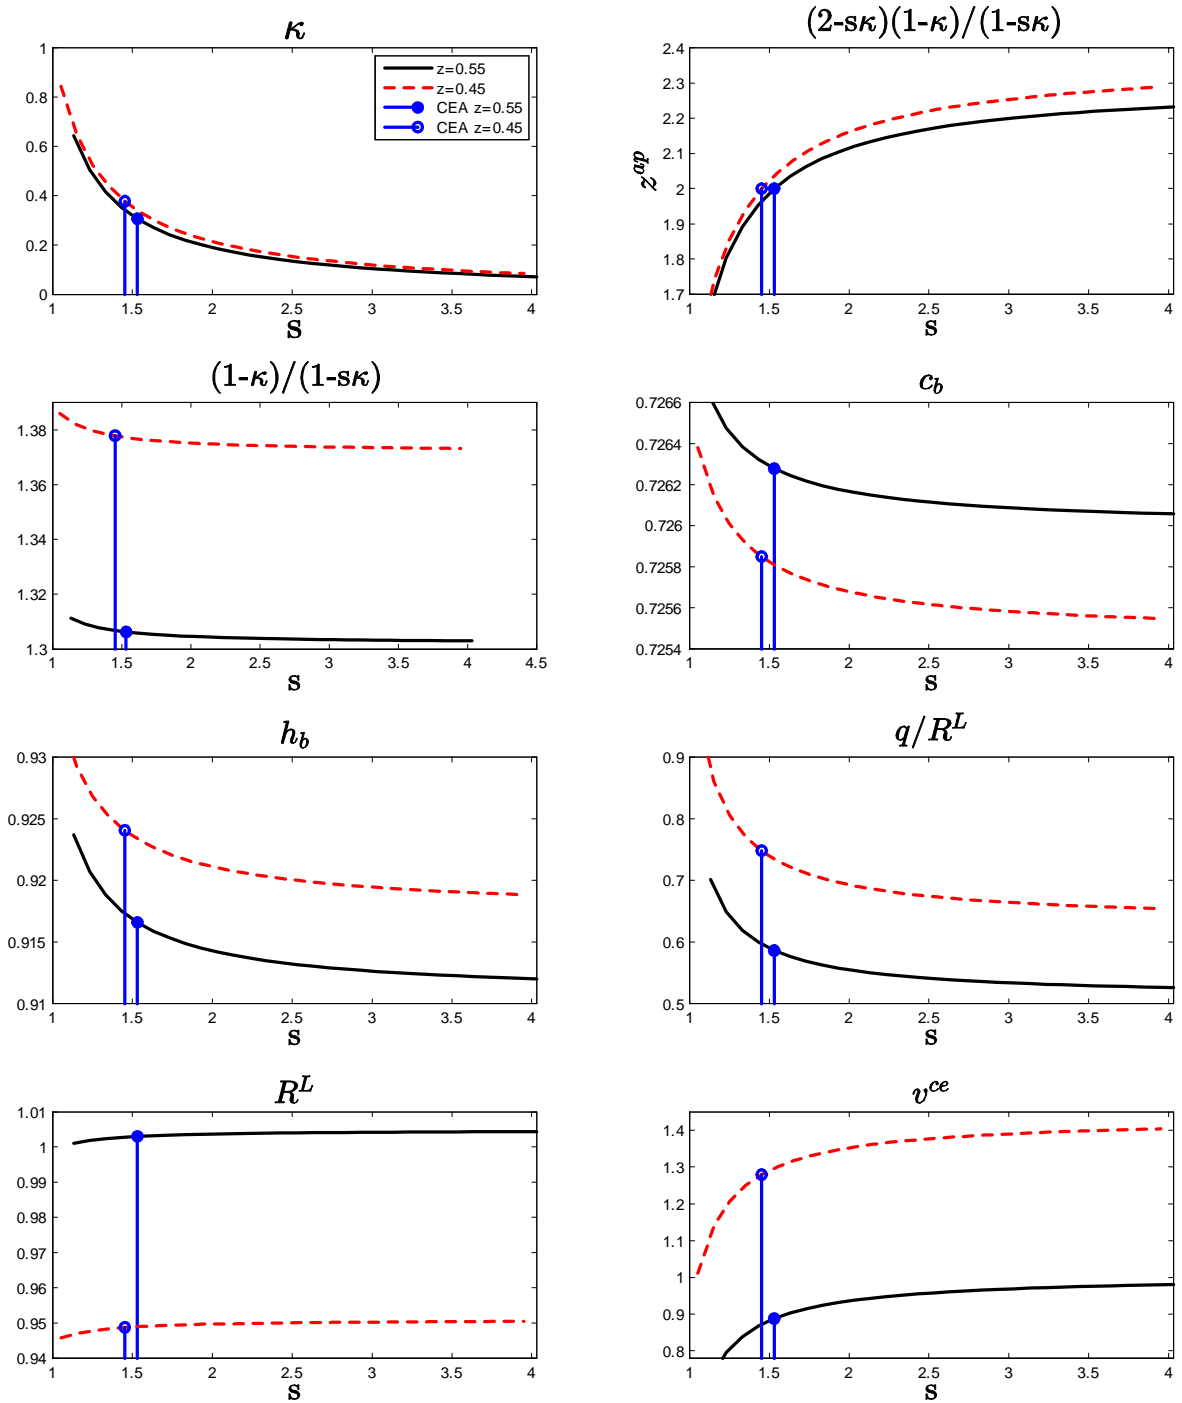 κ
1
0.8
0.6
0.4
0.2
0
z=0.55
z=0.45
CEA z=0.55
CEA z=0.45
1 1.5 2 2.5 3 3.5 4
s
(2-sκ)(1-κ)/(1-sκ)
z^{ap}
2.4
2.3
2.2
2.1
2
1.9
1.8
1.7
1 1.5 2 2.5 3 3.5 4
s
(1-κ)/(1-sκ)
1.38
1.36
1.34
1.32
1.3
1 1.5 2 2.5 3 3.5 4 4.5
s
c_b
0.7266
0.7264
0.7262
0.726
0.7258
0.7256
0.7254
1 1.5 2 2.5 3 3.5 4
s
h_b
0.93
0.925
0.92
0.915
0.91
1 1.5 2 2.5 3 3.5 4
s
q/R^L
0.9
0.8
0.7
0.6
0.5
1 1.5 2 2.5 3 3.5 4
s
R^L
1.01
1
0.99
0.98
0.97
0.96
0.95
0.94
1 1.5 2 2.5 3 3.5 4
s
v^{ce}
1.4
1.3
1.2
1.1
1
0.9
0.8
1 1.5 2 2.5 3 3.5 4
s